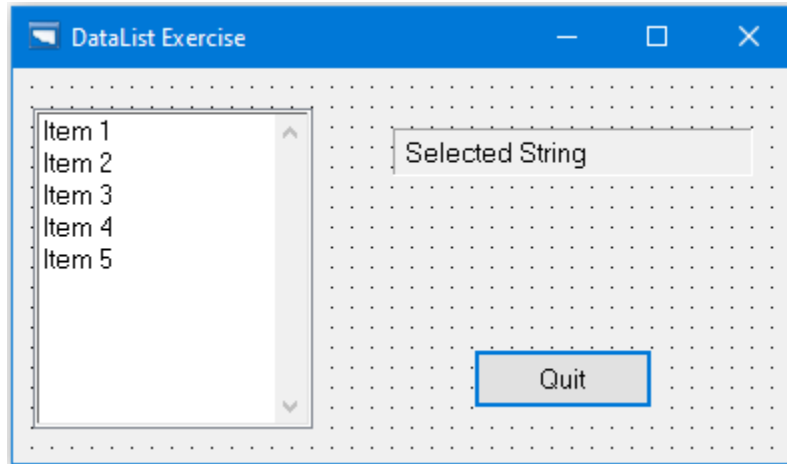 DataList Exercise
Item 1
Item 2
Item 3
Item 4
Item 5
Selected String
Quit